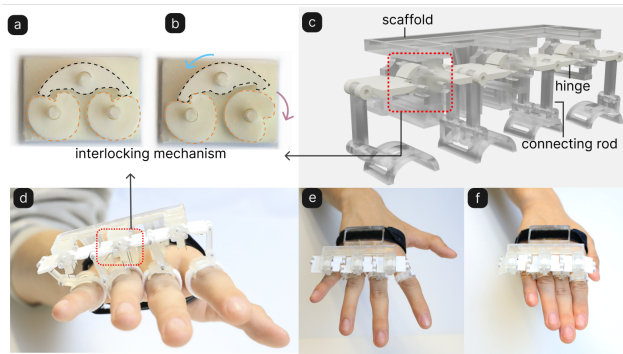 a
b
c
scaffold
hinge
connecting rod
interlocking mechanism
d
e
f